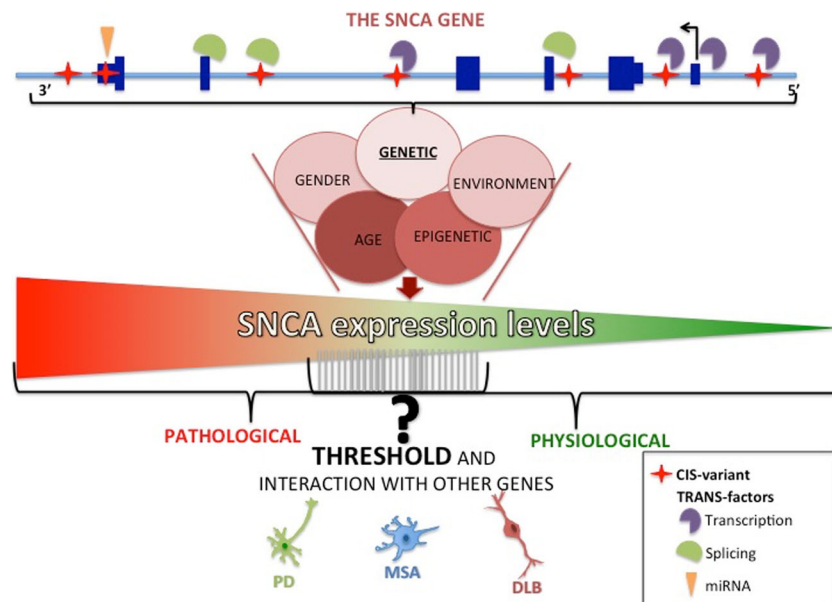 THE SNCA GENE
3’
5’
GENETIC
GENDER
ENVIRONMENT
AGE
EPIGENETIC
SNCA expression levels
?
PATHOLOGICAL
PHYSIOLOGICAL
THRESHOLD AND
INTERACTION WITH OTHER GENES
PD
MSA
DLB
CIS-variant
TRANS-factors
Transcription
Splicing
miRNA